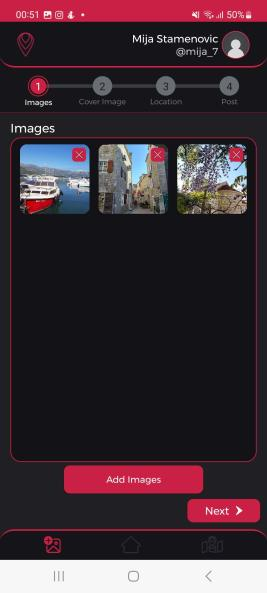 00:51 50%
Mija Stamenovic
@mija_7
1 2 3 4
Images Cover Image Location Post
Images
Add Images
Next